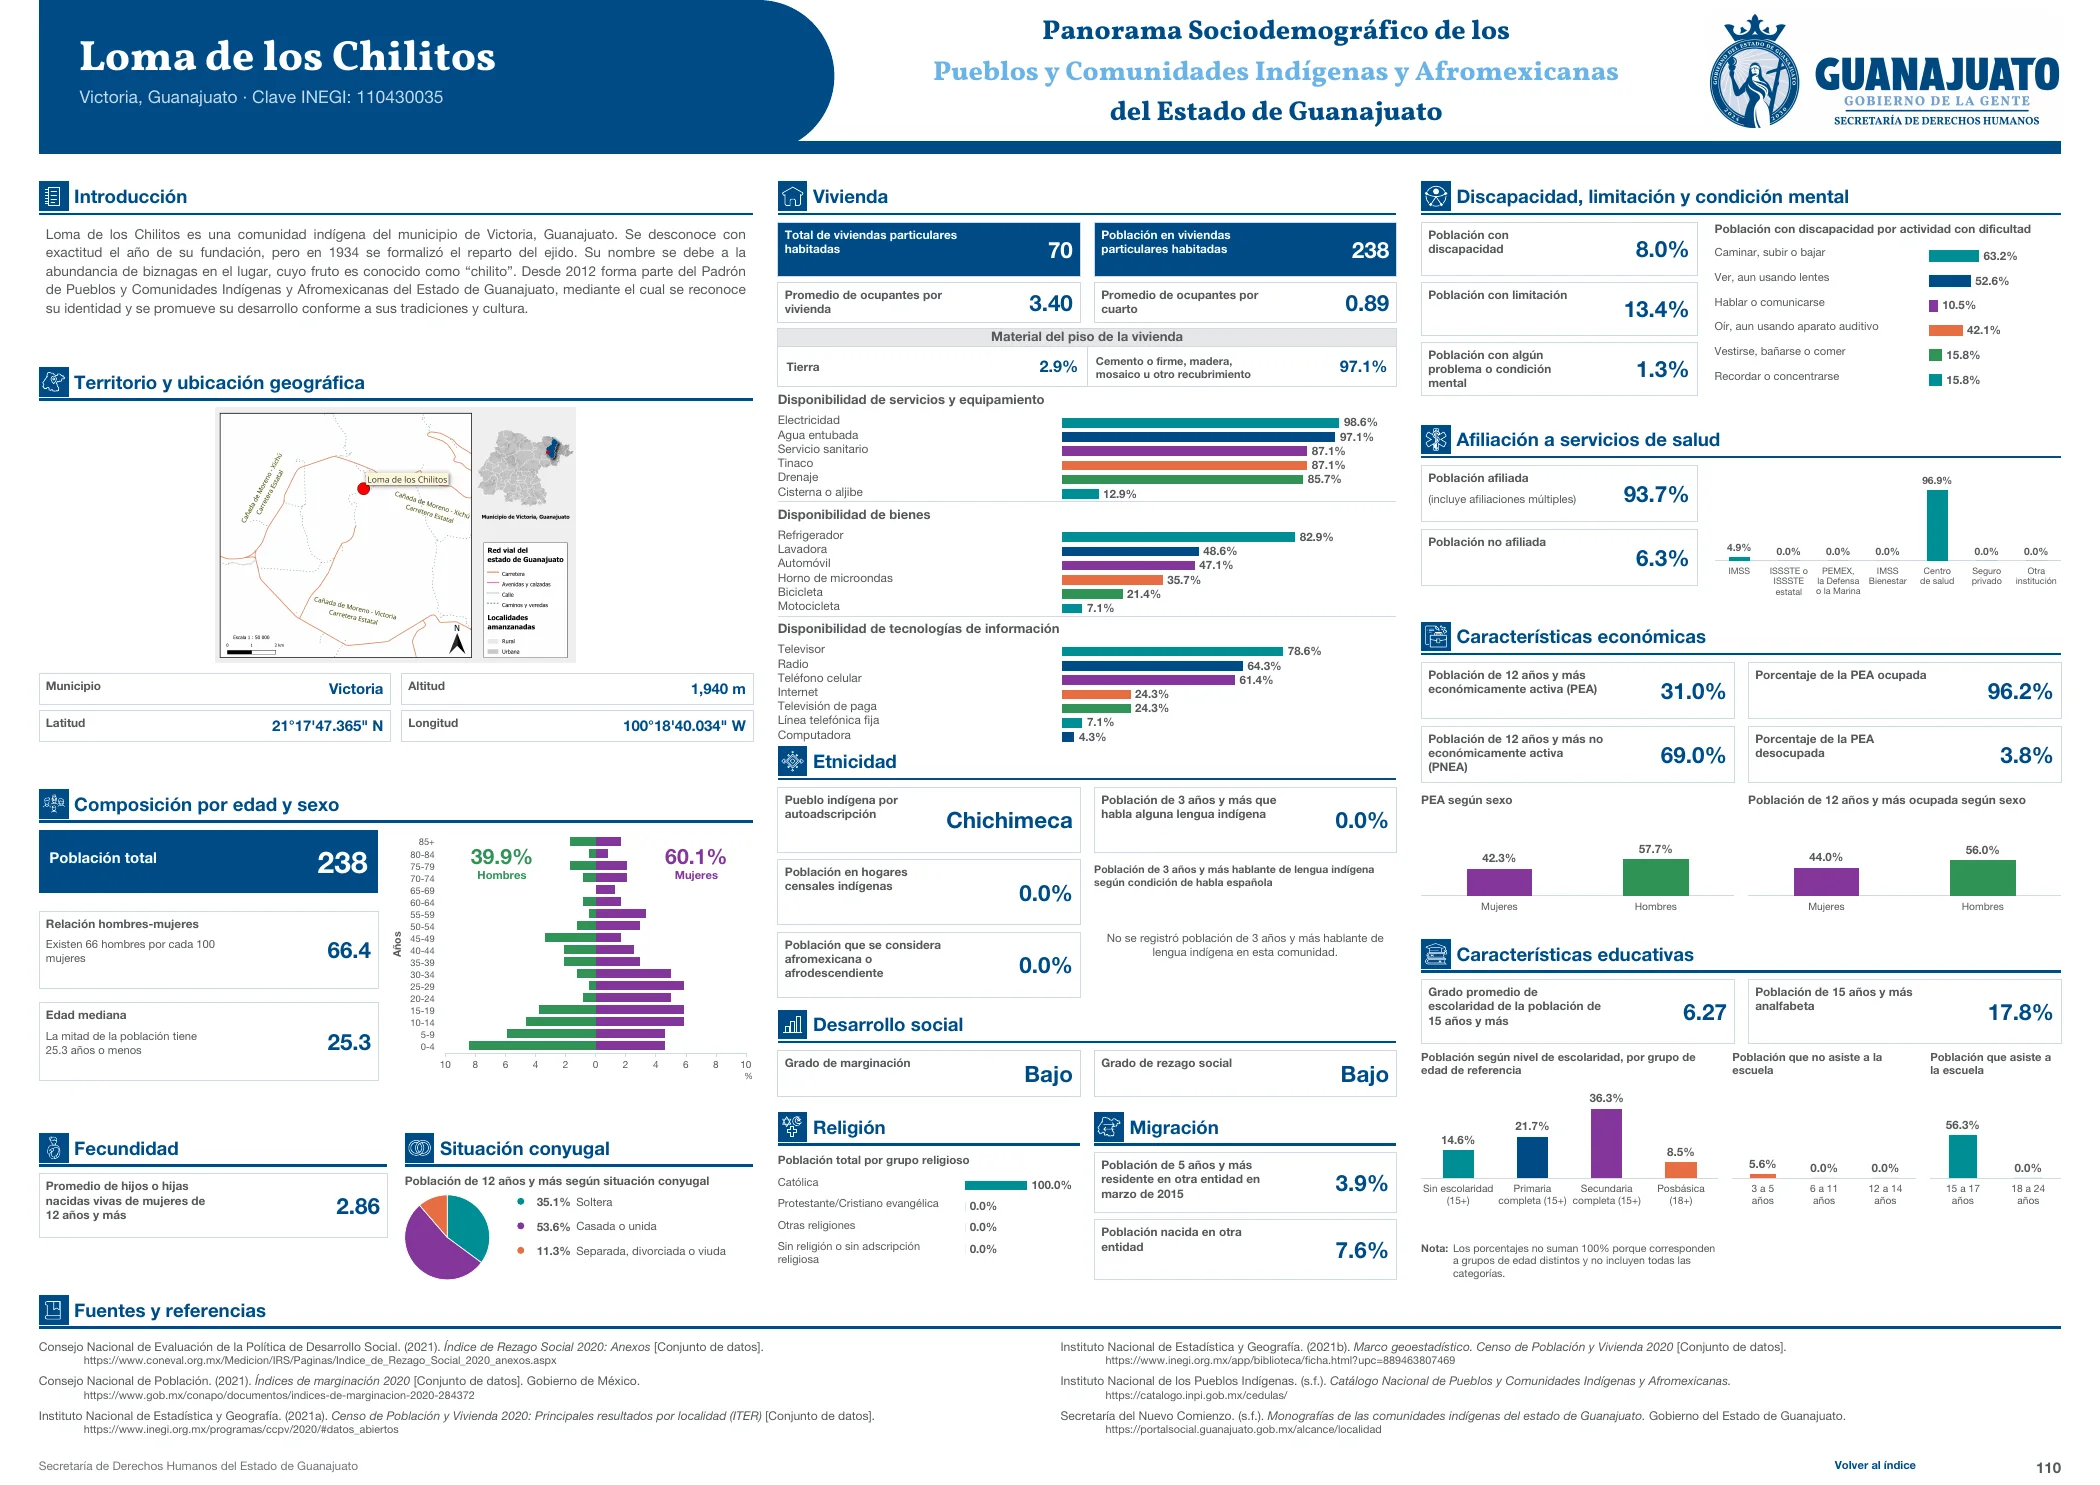 Loma de los Chilitos
Victoria, Guanajuato · Clave INEGI: 110430035
Panorama Sociodemográfico de los
Pueblos y Comunidades Indígenas y Afromexicanas
del Estado de Guanajuato
GUANAJUATO
GOBIERNO DE LA GENTE
SECRETARÍA DE DERECHOS HUMANOS
Introducción
Loma de los Chilitos es una comunidad indígena del municipio de Victoria, Guanajuato. Se desconoce con
exactitud el año de su fundación, pero en 1934 se formalizó el reparto del ejido. Su nombre se debe a la
abundancia de biznagas en el lugar, cuyo fruto es conocido como “chilito”. Desde 2012 forma parte del Padrón
de Pueblos y Comunidades Indígenas y Afromexicanas del Estado de Guanajuato, mediante el cual se reconoce
su identidad y se promueve su desarrollo conforme a sus tradiciones y cultura.
Territorio y ubicación geográfica
Loma de los Chilitos
Cañada de Moreno - Xichú
Carretera Estatal
Cañada de Moreno - Xichú
Carretera Estatal
Cañada de Moreno - Victoria
Carretera Estatal
Escala 1 : 50 000
0 1 2 km
N
Municipio de Victoria, Guanajuato
Red vial del
estado de Guanajuato
Carretera
Avenidas y calzadas
Calle
Caminos y veredas
Localidades
amanzanadas
Rural
Urbana
Municipio Victoria
Altitud 1,940 m
Latitud 21°17'47.365" N
Longitud 100°18'40.034" W
Composición por edad y sexo
Población total 238
Relación hombres-mujeres
Existen 66 hombres por cada 100
mujeres
66.4
Edad mediana
La mitad de la población tiene
25.3 años o menos
25.3
39.9%
Hombres
60.1%
Mujeres
Años
85+
80-84
75-79
70-74
65-69
60-64
55-59
50-54
45-49
40-44
35-39
30-34
25-29
20-24
15-19
10-14
5-9
0-4
10 8 6 4 2 0 2 4 6 8 10
%
Fecundidad
Promedio de hijos o hijas
nacidas vivas de mujeres de
12 años y más
2.86
Situación conyugal
Población de 12 años y más según situación conyugal
35.1% Soltera
53.6% Casada o unida
11.3% Separada, divorciada o viuda
Vivienda
Total de viviendas particulares
habitadas
70
Población en viviendas
particulares habitadas
238
Promedio de ocupantes por
vivienda
3.40
Promedio de ocupantes por
cuarto
0.89
Material del piso de la vivienda
Tierra 2.9%
Cemento o firme, madera,
mosaico u otro recubrimiento
97.1%
Disponibilidad de servicios y equipamiento
Electricidad 98.6%
Agua entubada 97.1%
Servicio sanitario 87.1%
Tinaco 87.1%
Drenaje 85.7%
Cisterna o aljibe 12.9%
Disponibilidad de bienes
Refrigerador 82.9%
Lavadora 48.6%
Automóvil 47.1%
Horno de microondas 35.7%
Bicicleta 21.4%
Motocicleta 7.1%
Disponibilidad de tecnologías de información
Televisor 78.6%
Radio 64.3%
Teléfono celular 61.4%
Internet 24.3%
Televisión de paga 24.3%
Línea telefónica fija 7.1%
Computadora 4.3%
Etnicidad
Pueblo indígena por
autoadscripción
Chichimeca
Población de 3 años y más que
habla alguna lengua indígena
0.0%
Población en hogares
censales indígenas
0.0%
Población de 3 años y más hablante de lengua indígena
según condición de habla española
No se registró población de 3 años y más hablante de
lengua indígena en esta comunidad.
Población que se considera
afromexicana o
afrodescendiente
0.0%
Desarrollo social
Grado de marginación Bajo
Grado de rezago social Bajo
Religión
Población total por grupo religioso
Católica 100.0%
Protestante/Cristiano evangélica 0.0%
Otras religiones 0.0%
Sin religión o sin adscripción
religiosa
0.0%
Migración
Población de 5 años y más
residente en otra entidad en
marzo de 2015
3.9%
Población nacida en otra
entidad
7.6%
Discapacidad, limitación y condición mental
Población con
discapacidad
8.0%
Población con limitación
13.4%
Población con algún
problema o condición
mental
1.3%
Población con discapacidad por actividad con dificultad
Caminar, subir o bajar 63.2%
Ver, aun usando lentes 52.6%
Hablar o comunicarse 10.5%
Oír, aun usando aparato auditivo 42.1%
Vestirse, bañarse o comer 15.8%
Recordar o concentrarse 15.8%
Afiliación a servicios de salud
Población afiliada
(incluye afiliaciones múltiples)
93.7%
Población no afiliada
6.3%
4.9% 0.0% 0.0% 0.0% 96.9% 0.0% 0.0%
IMSS ISSSTE o PEMEX, IMSS Centro Seguro Otra
ISSSTE la Defensa Bienestar de salud privado institución
estatal o la Marina
Características económicas
Población de 12 años y más
económicamente activa (PEA)
31.0%
Porcentaje de la PEA ocupada
96.2%
Población de 12 años y más no
económicamente activa
(PNEA)
69.0%
Porcentaje de la PEA
desocupada
3.8%
PEA según sexo
42.3% 57.7%
Mujeres Hombres
Población de 12 años y más ocupada según sexo
44.0% 56.0%
Mujeres Hombres
Características educativas
Grado promedio de
escolaridad de la población de
15 años y más
6.27
Población de 15 años y más
analfabeta
17.8%
Población según nivel de escolaridad, por grupo de
edad de referencia
14.6% 21.7% 36.3% 8.5%
Sin escolaridad Primaria Secundaria Posbásica
(15+) completa (15+) completa (15+) (18+)
Población que no asiste a la
escuela
5.6% 0.0% 0.0%
3 a 5 6 a 11 12 a 14
años años años
Población que asiste a
la escuela
56.3% 0.0%
15 a 17 18 a 24
años años
Nota: Los porcentajes no suman 100% porque corresponden
a grupos de edad distintos y no incluyen todas las
categorías.
Fuentes y referencias
Consejo Nacional de Evaluación de la Política de Desarrollo Social. (2021). Índice de Rezago Social 2020: Anexos [Conjunto de datos].
https://www.coneval.org.mx/Medicion/IRS/Paginas/Indice_de_Rezago_Social_2020_anexos.aspx
Consejo Nacional de Población. (2021). Índices de marginación 2020 [Conjunto de datos]. Gobierno de México.
https://www.gob.mx/conapo/documentos/indices-de-marginacion-2020-284372
Instituto Nacional de Estadística y Geografía. (2021a). Censo de Población y Vivienda 2020: Principales resultados por localidad (ITER) [Conjunto de datos].
https://www.inegi.org.mx/programas/ccpv/2020/#datos_abiertos
Instituto Nacional de Estadística y Geografía. (2021b). Marco geoestadístico. Censo de Población y Vivienda 2020 [Conjunto de datos].
https://www.inegi.org.mx/app/biblioteca/ficha.html?upc=889463807469
Instituto Nacional de los Pueblos Indígenas. (s.f.). Catálogo Nacional de Pueblos y Comunidades Indígenas y Afromexicanas.
https://catalogo.inpi.gob.mx/cedulas/
Secretaría del Nuevo Comienzo. (s.f.). Monografías de las comunidades indígenas del estado de Guanajuato. Gobierno del Estado de Guanajuato.
https://portalsocial.guanajuato.gob.mx/alcance/localidad
Secretaría de Derechos Humanos del Estado de Guanajuato
Volver al índice
110